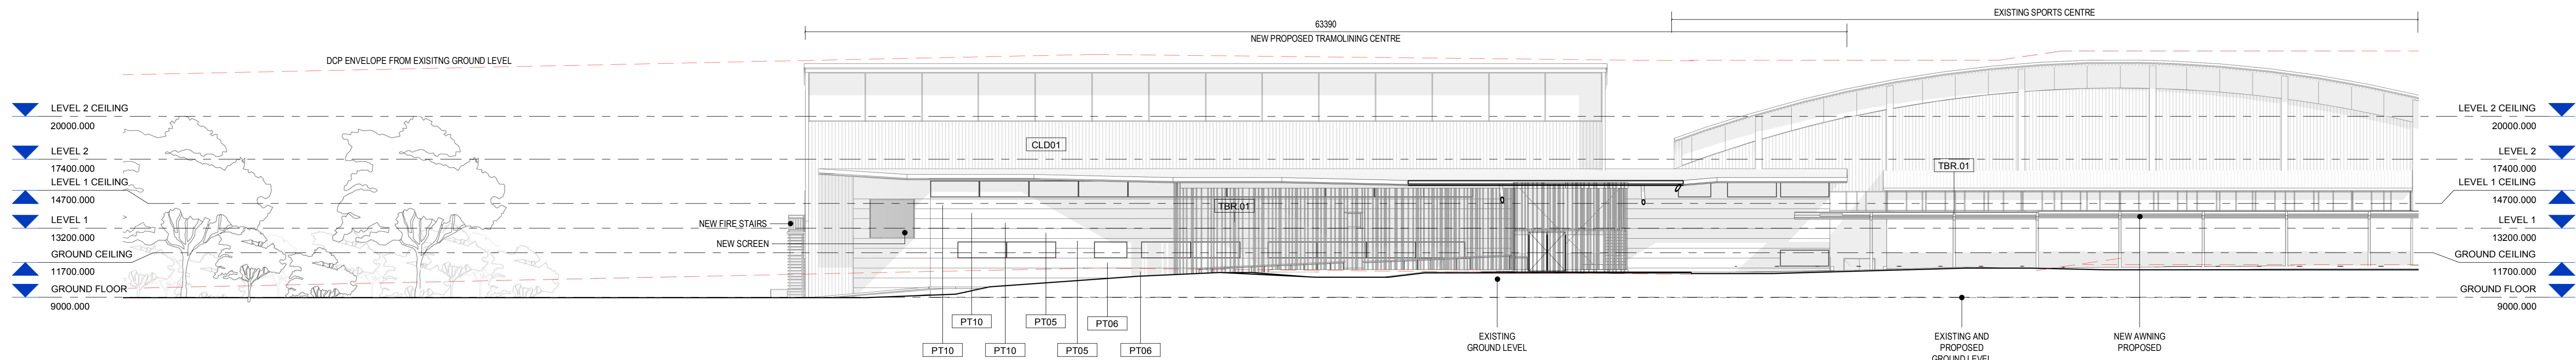 EXISTING SPORTS CENTRE
63390
NEW PROPOSED TRAMOLINING CENTRE
DCP ENVELOPE FROM EXISITNG GROUND LEVEL
LEVEL 2 CEILING
20000.000
LEVEL 2
17400.000
LEVEL 1 CEILING
14700.000
LEVEL 1
13200.000
GROUND CEILING
11700.000
GROUND FLOOR
9000.000
NEW FIRE STAIRS
NEW SCREEN
CLD01
TBR.01
TBR.01
PT10
PT05
PT06
PT10
PT10
PT05
PT06
EXISTING
GROUND LEVEL
EXISTING AND
PROPOSED
GROUND LEVEL
NEW AWNING
PROPOSED
LEVEL 2 CEILING
20000.000
LEVEL 2
17400.000
LEVEL 1 CEILING
14700.000
LEVEL 1
13200.000
GROUND CEILING
11700.000
GROUND FLOOR
9000.000